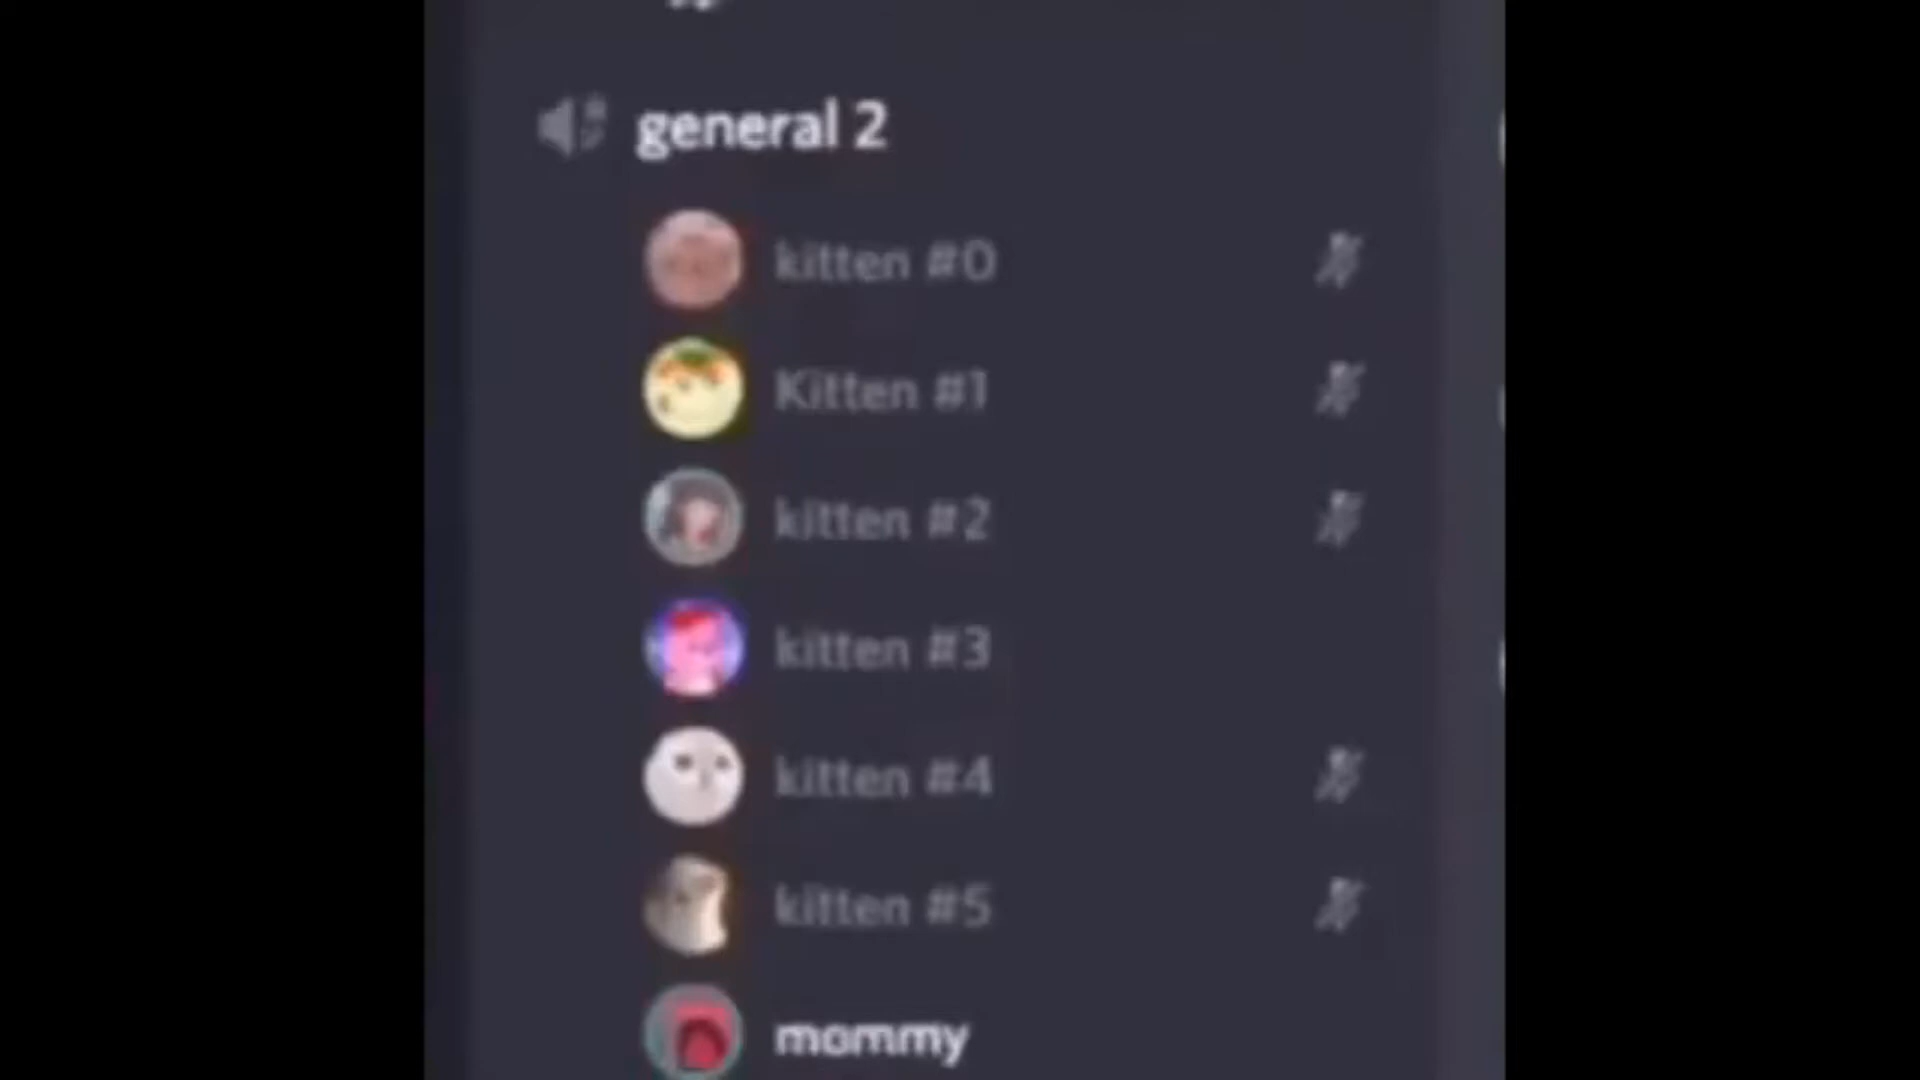 general 2
kitten #0
Kitten #1
kitten #2
kitten #3
kitten #4
kitten #5
mommy